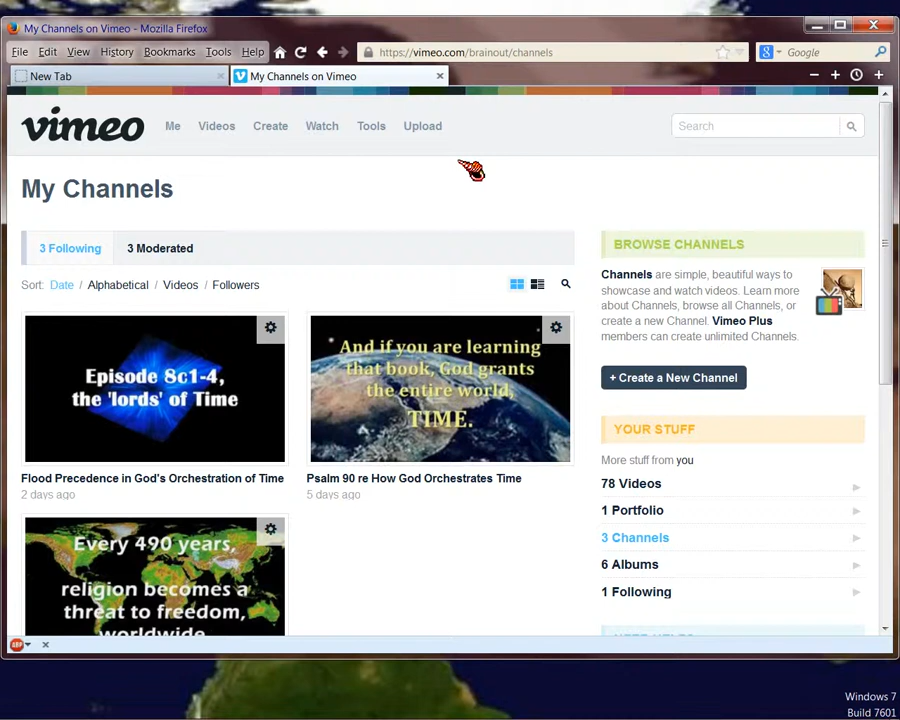 My Channels on Vimeo - Mozilla Firefox
File Edit View History Bookmarks Tools Help
https://vimeo.com/brainout/channels
Google
New Tab
My Channels on Vimeo
vimeo
Me Videos Create Watch Tools Upload
Search
My Channels
3 Following
3 Moderated
Sort: Date / Alphabetical / Videos / Followers
Episode 8c1-4,
the 'lords' of Time
Flood Precedence in God's Orchestration of Time
2 days ago
And if you are learning
that book, God grants
the entire world,
TIME.
Psalm 90 re How God Orchestrates Time
5 days ago
Every 490 years,
religion becomes a
threat to freedom,
worldwide
BROWSE CHANNELS
Channels are simple, beautiful ways to
showcase and watch videos. Learn more
about Channels, browse all Channels, or
create a new Channel. Vimeo Plus
members can create unlimited Channels.
+ Create a New Channel
YOUR STUFF
More stuff from you
78 Videos
1 Portfolio
3 Channels
6 Albums
1 Following
ABP
Windows 7
Build 7601